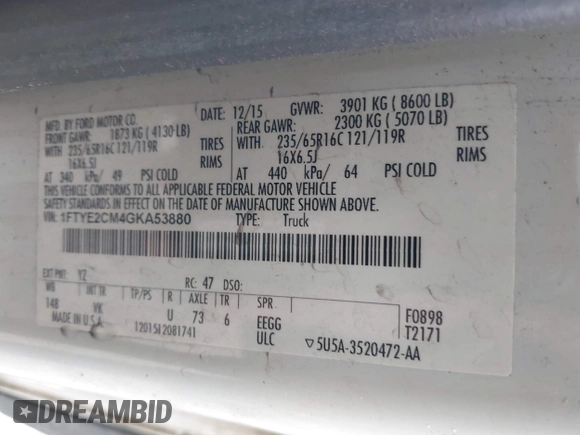 MFD. BY FORD MOTOR CO. DATE: 12/15 GVWR: 3901 KG ( 8600 LB)
FRONT GAWR: 1873 KG ( 4130 LB) REAR GAWR: 2300 KG ( 5070 LB)
WITH 235/65R16C 121/119R TIRES WITH. 235/65R16C 121/119R TIRES
16X6.5J RIMS 16X6.5J RIMS
AT 340 kPa/ 49 PSI COLD AT 440 kPa/ 64 PSI COLD
THIS VEHICLE CONFORMS TO ALL APPLICABLE FEDERAL MOTOR VEHICLE
SAFETY STANDARDS IN EFFECT ON THE DATE OF MANUFACTURE SHOWN ABOVE.
VIN: 1FTYE2CM4GKA53880 TYPE: Truck
EXT PNT: YZ RC: 47 DSO:
WB INT TR TP/PS R AXLE TR SPR
148 VK U 73 6 EEGG F0898
MADE IN U.S.A 1201512081741 ULC T2171
▽5U5A-3520472-AA
DREAMBID